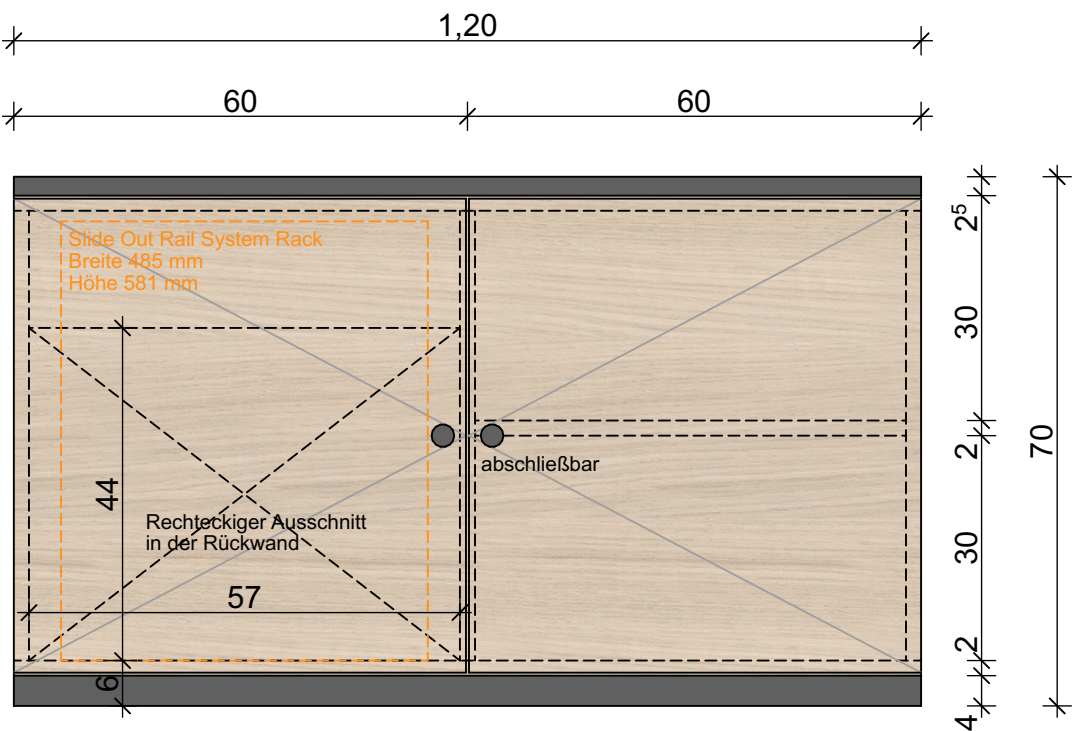 1,20
60
60
2⁵
Slide Out Rail System Rack
Breite 485 mm
Höhe 581 mm
30
2
70
abschließbar
44
Rechteckiger Ausschnitt
in der Rückwand
30
57
2
6
4